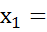 x₁ =